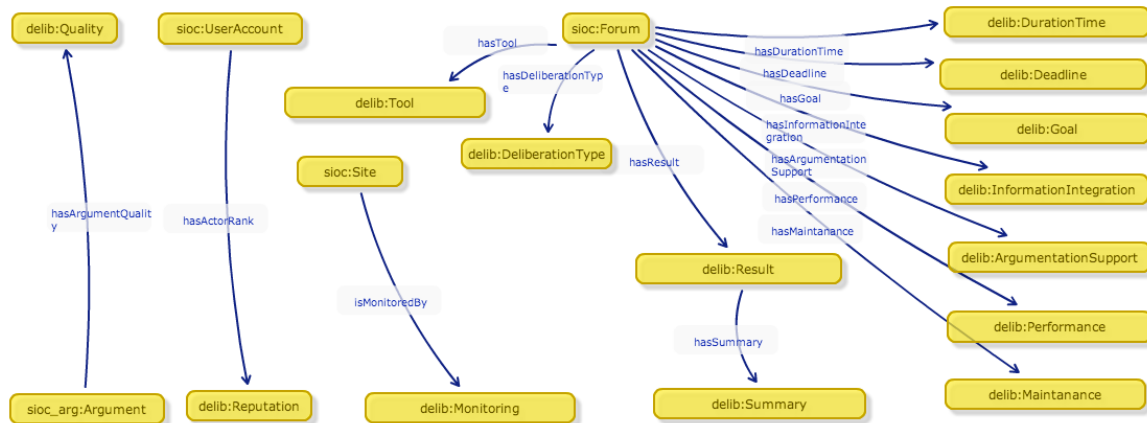 delib:Quality
sioc:UserAccount
sioc:Forum
delib:DurationTime
hasTool
hasDurationTime
hasDeliberationTyp
e
hasDeadline
delib:Deadline
delib:Tool
hasGoal
delib:Goal
hasInformationInte
gration
delib:DeliberationType
hasResult
hasArgumentation
Support
sioc:Site
delib:InformationIntegration
hasPerformance
hasArgumentQualit
y
hasActorRank
hasMaintanance
delib:ArgumentationSupport
delib:Result
isMonitoredBy
delib:Performance
hasSummary
sioc_arg:Argument
delib:Reputation
delib:Monitoring
delib:Summary
delib:Maintanance